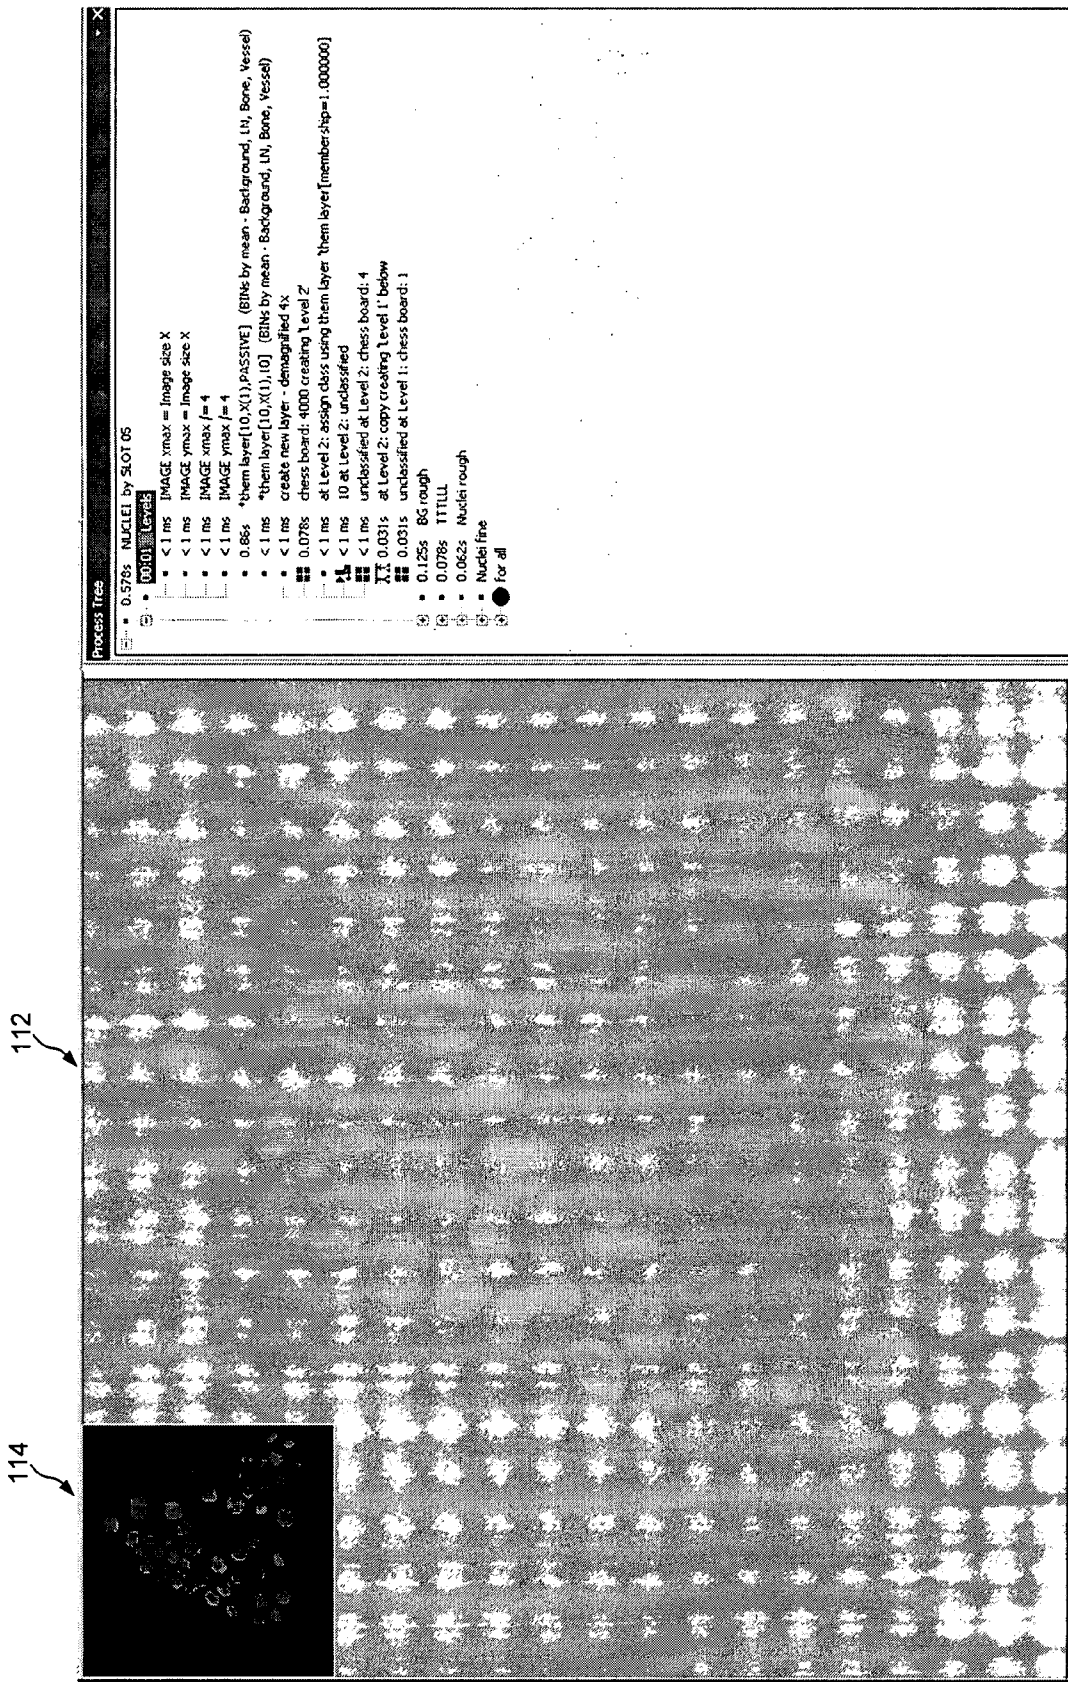 114
112
Process Tree
0.578s NUCLEI by SLOT 05
00:01 Levels
< 1 ms IMAGE xmax = Image size X
< 1 ms IMAGE ymax = Image size X
< 1 ms IMAGE xmax /= 4
< 1 ms IMAGE ymax /= 4
0.86s *them layer[10,X(1),PASSIVE] (BINs by mean - Background, LN, Bone, Vessel)
< 1 ms *them layer[10,X(1),10] (BINs by mean - Background, LN, Bone, Vessel)
< 1 ms create new layer - demagnified 4x
0.078s chess board: 4000 creating 'Level 2'
< 1 ms at Level 2: assign class using them layer 'them layer[membership=1.000000]
< 1 ms 10 at Level 2: unclassified
< 1 ms unclassified at Level 2: chess board: 4
0.031s at Level 2: copy creating 'Level 1' below
0.031s unclassified at Level 1: chess board: 1
0.125s BG rough
0.078s TTTLLL
0.062s Nuclei rough
Nuclei fine
For all